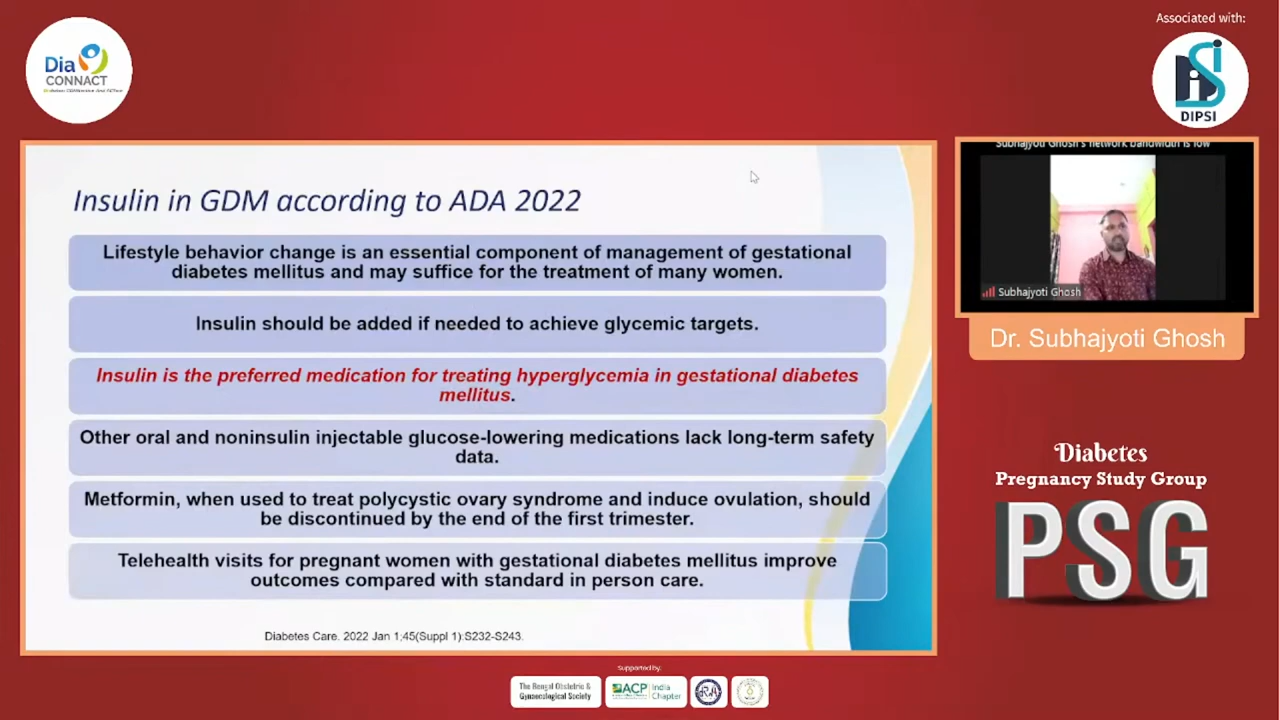 Associated with:
Dia
CONNACT
DIPSI
Insulin in GDM according to ADA 2022
Lifestyle behavior change is an essential component of management of gestational
diabetes mellitus and may suffice for the treatment of many women.
Insulin should be added if needed to achieve glycemic targets.
Insulin is the preferred medication for treating hyperglycemia in gestational diabetes
mellitus.
Other oral and noninsulin injectable glucose-lowering medications lack long-term safety
data.
Metformin, when used to treat polycystic ovary syndrome and induce ovulation, should
be discontinued by the end of the first trimester.
Telehealth visits for pregnant women with gestational diabetes mellitus improve
outcomes compared with standard in person care.
Diabetes Care. 2022 Jan 1;45(Suppl 1):S232-S243.
Subhajyoti Ghosh's network bandwidth is low
Subhajyoti Ghosh
Dr. Subhajyoti Ghosh
Diabetes
Pregnancy Study Group
PSG
Supported by:
The Bengal Obstetric &
Gynaecological Society
ACP India
Chapter